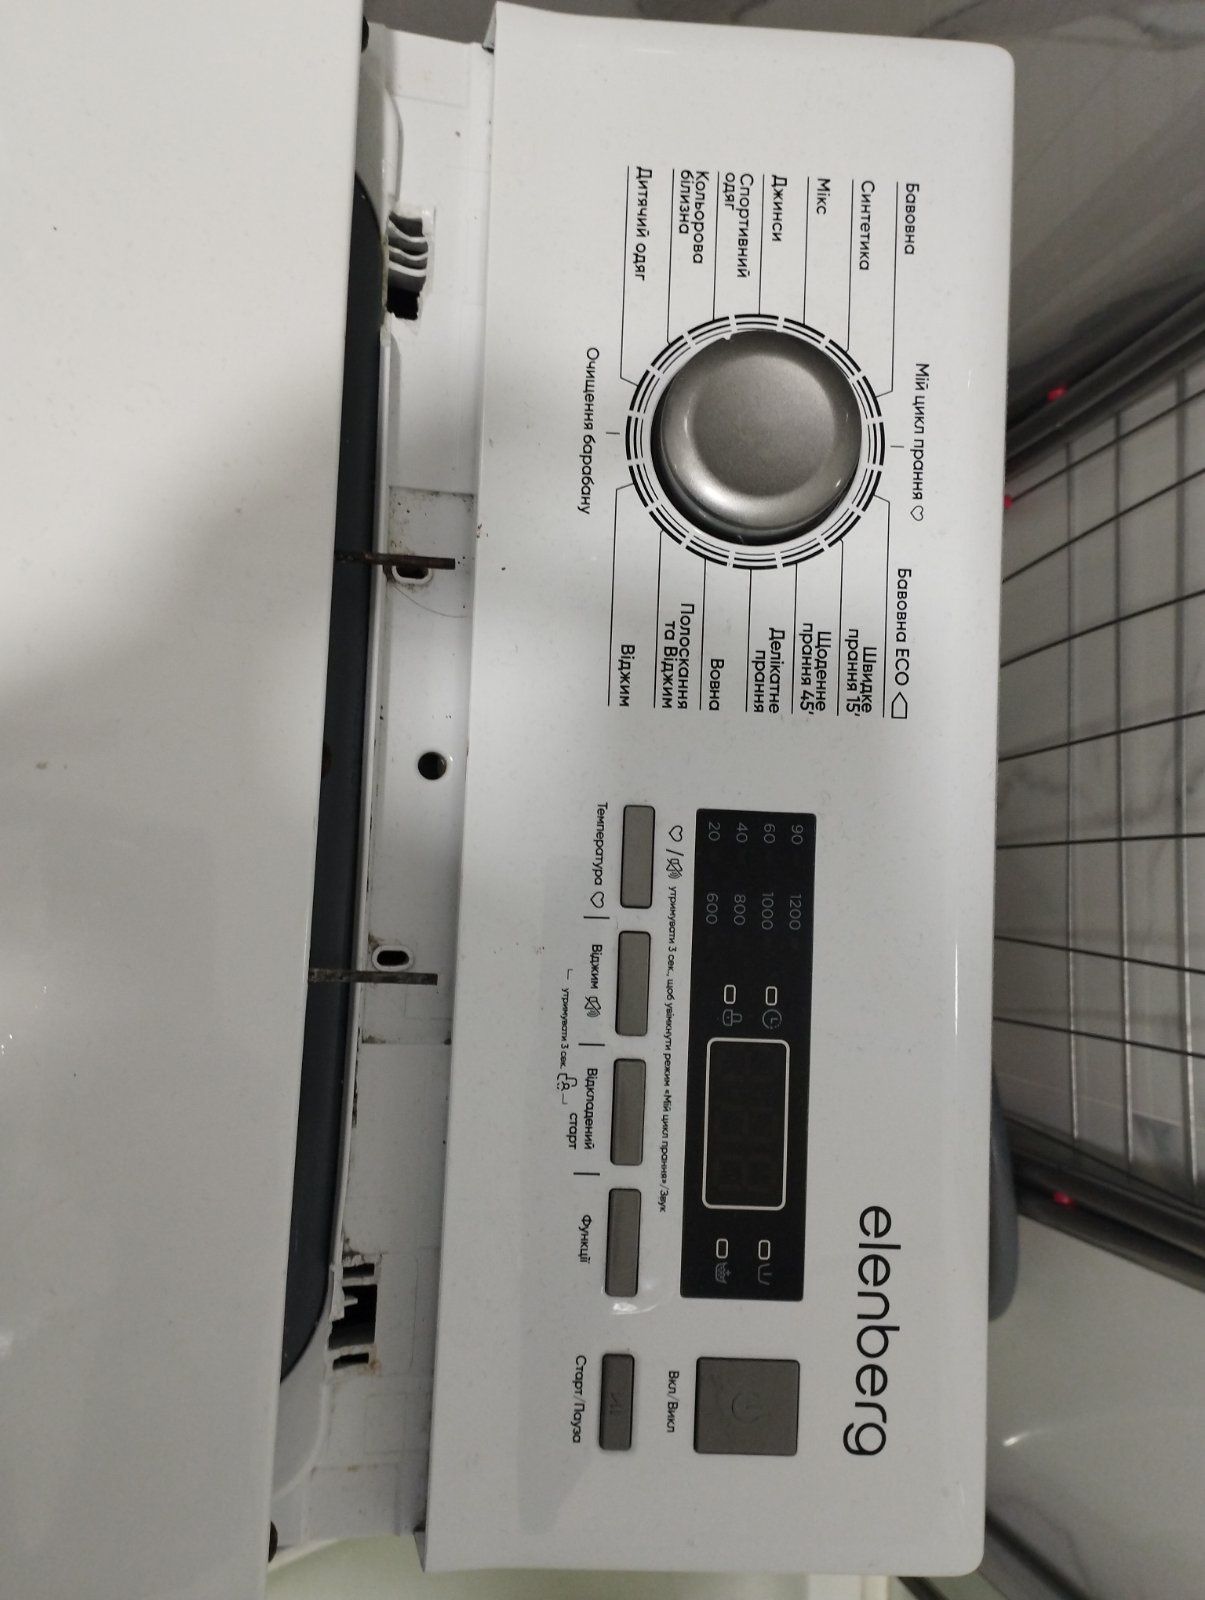 elenberg
Мій цикл прання
Бавовна
Синтетика
Мікс
Джинси
Спортивний
одяг
Кольорова
білизна
Дитячий одяг
Бавовна ECO
Швидке
прання 15'
Щоденне
прання 45'
Делікатне
прання
Вовна
Полоскання
та Віджим
Віджим
Очищення барабану
90 1200
60 1000
40 800
20 600
Вкл/Викл
/ утримувати 3 сек., щоб увімкнути режим «Мій цикл прання»/Звук
Температура | Віджим | Відкладений
старт | Функції
утримувати 3 сек.
Старт/Пауза